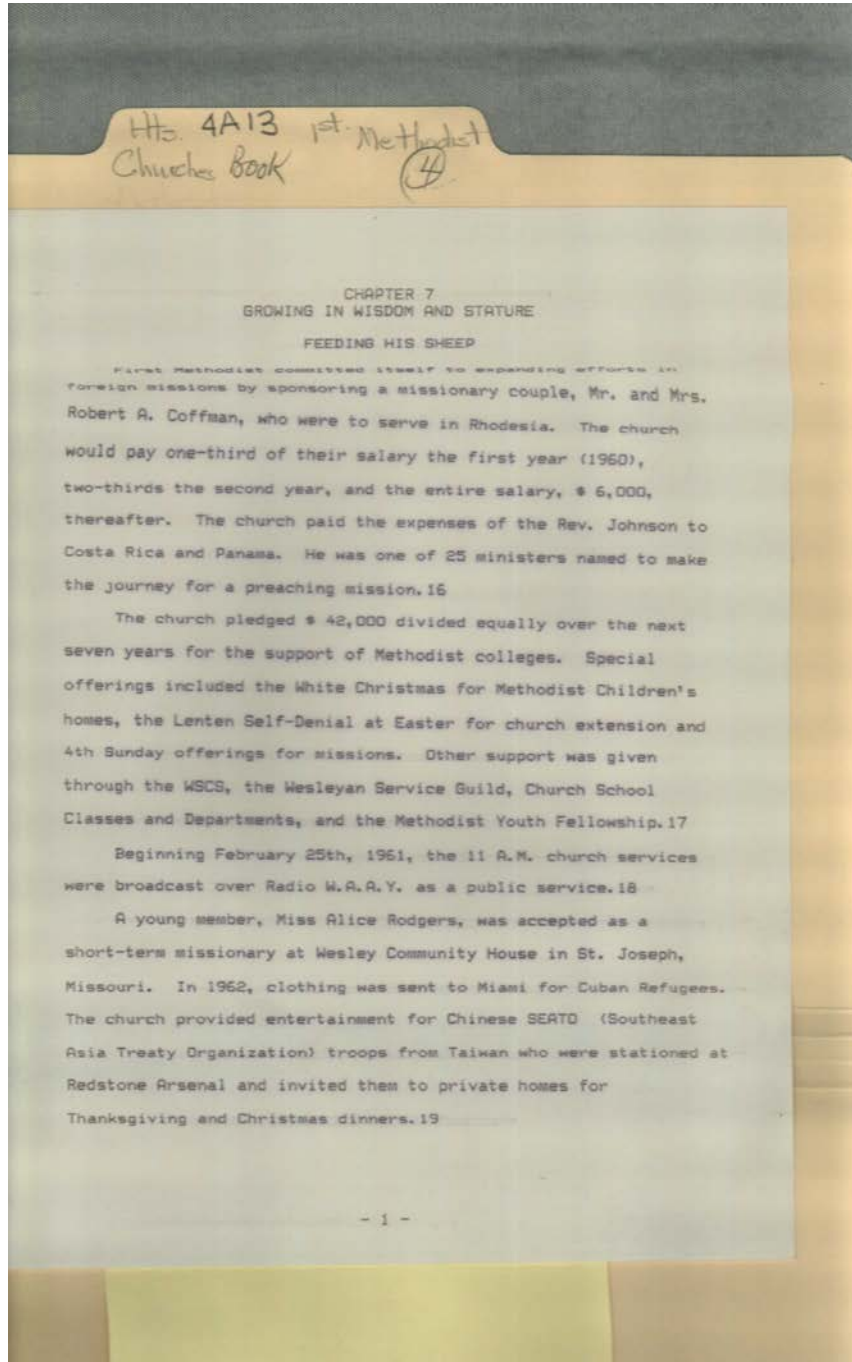 Hts. 4A13 1st Methodist
Churches Book 4
CHAPTER 7
GROWING IN WISDOM AND STATURE
FEEDING HIS SHEEP
First Methodist committed itself to expanding efforts in
foreign missions by sponsoring a missionary couple, Mr. and Mrs.
Robert A. Coffman, who were to serve in Rhodesia. The church
would pay one-third of their salary the first year (1960),
two-thirds the second year, and the entire salary, $ 6,000,
thereafter. The church paid the expenses of the Rev. Johnson to
Costa Rica and Panama. He was one of 25 ministers named to make
the journey for a preaching mission.16
The church pledged $ 42,000 divided equally over the next
seven years for the support of Methodist colleges. Special
offerings included the White Christmas for Methodist Children's
homes, the Lenten Self-Denial at Easter for church extension and
4th Sunday offerings for missions. Other support was given
through the WSCS, the Wesleyan Service Guild, Church School
Classes and Departments, and the Methodist Youth Fellowship.17
Beginning February 25th, 1961, the 11 A.M. church services
were broadcast over Radio W.A.A.Y. as a public service.18
A young member, Miss Alice Rodgers, was accepted as a
short-term missionary at Wesley Community House in St. Joseph,
Missouri. In 1962, clothing was sent to Miami for Cuban Refugees.
The church provided entertainment for Chinese SEATO (Southeast
Asia Treaty Organization) troops from Taiwan who were stationed at
Redstone Arsenal and invited them to private homes for
Thanksgiving and Christmas dinners.19
- 1 -